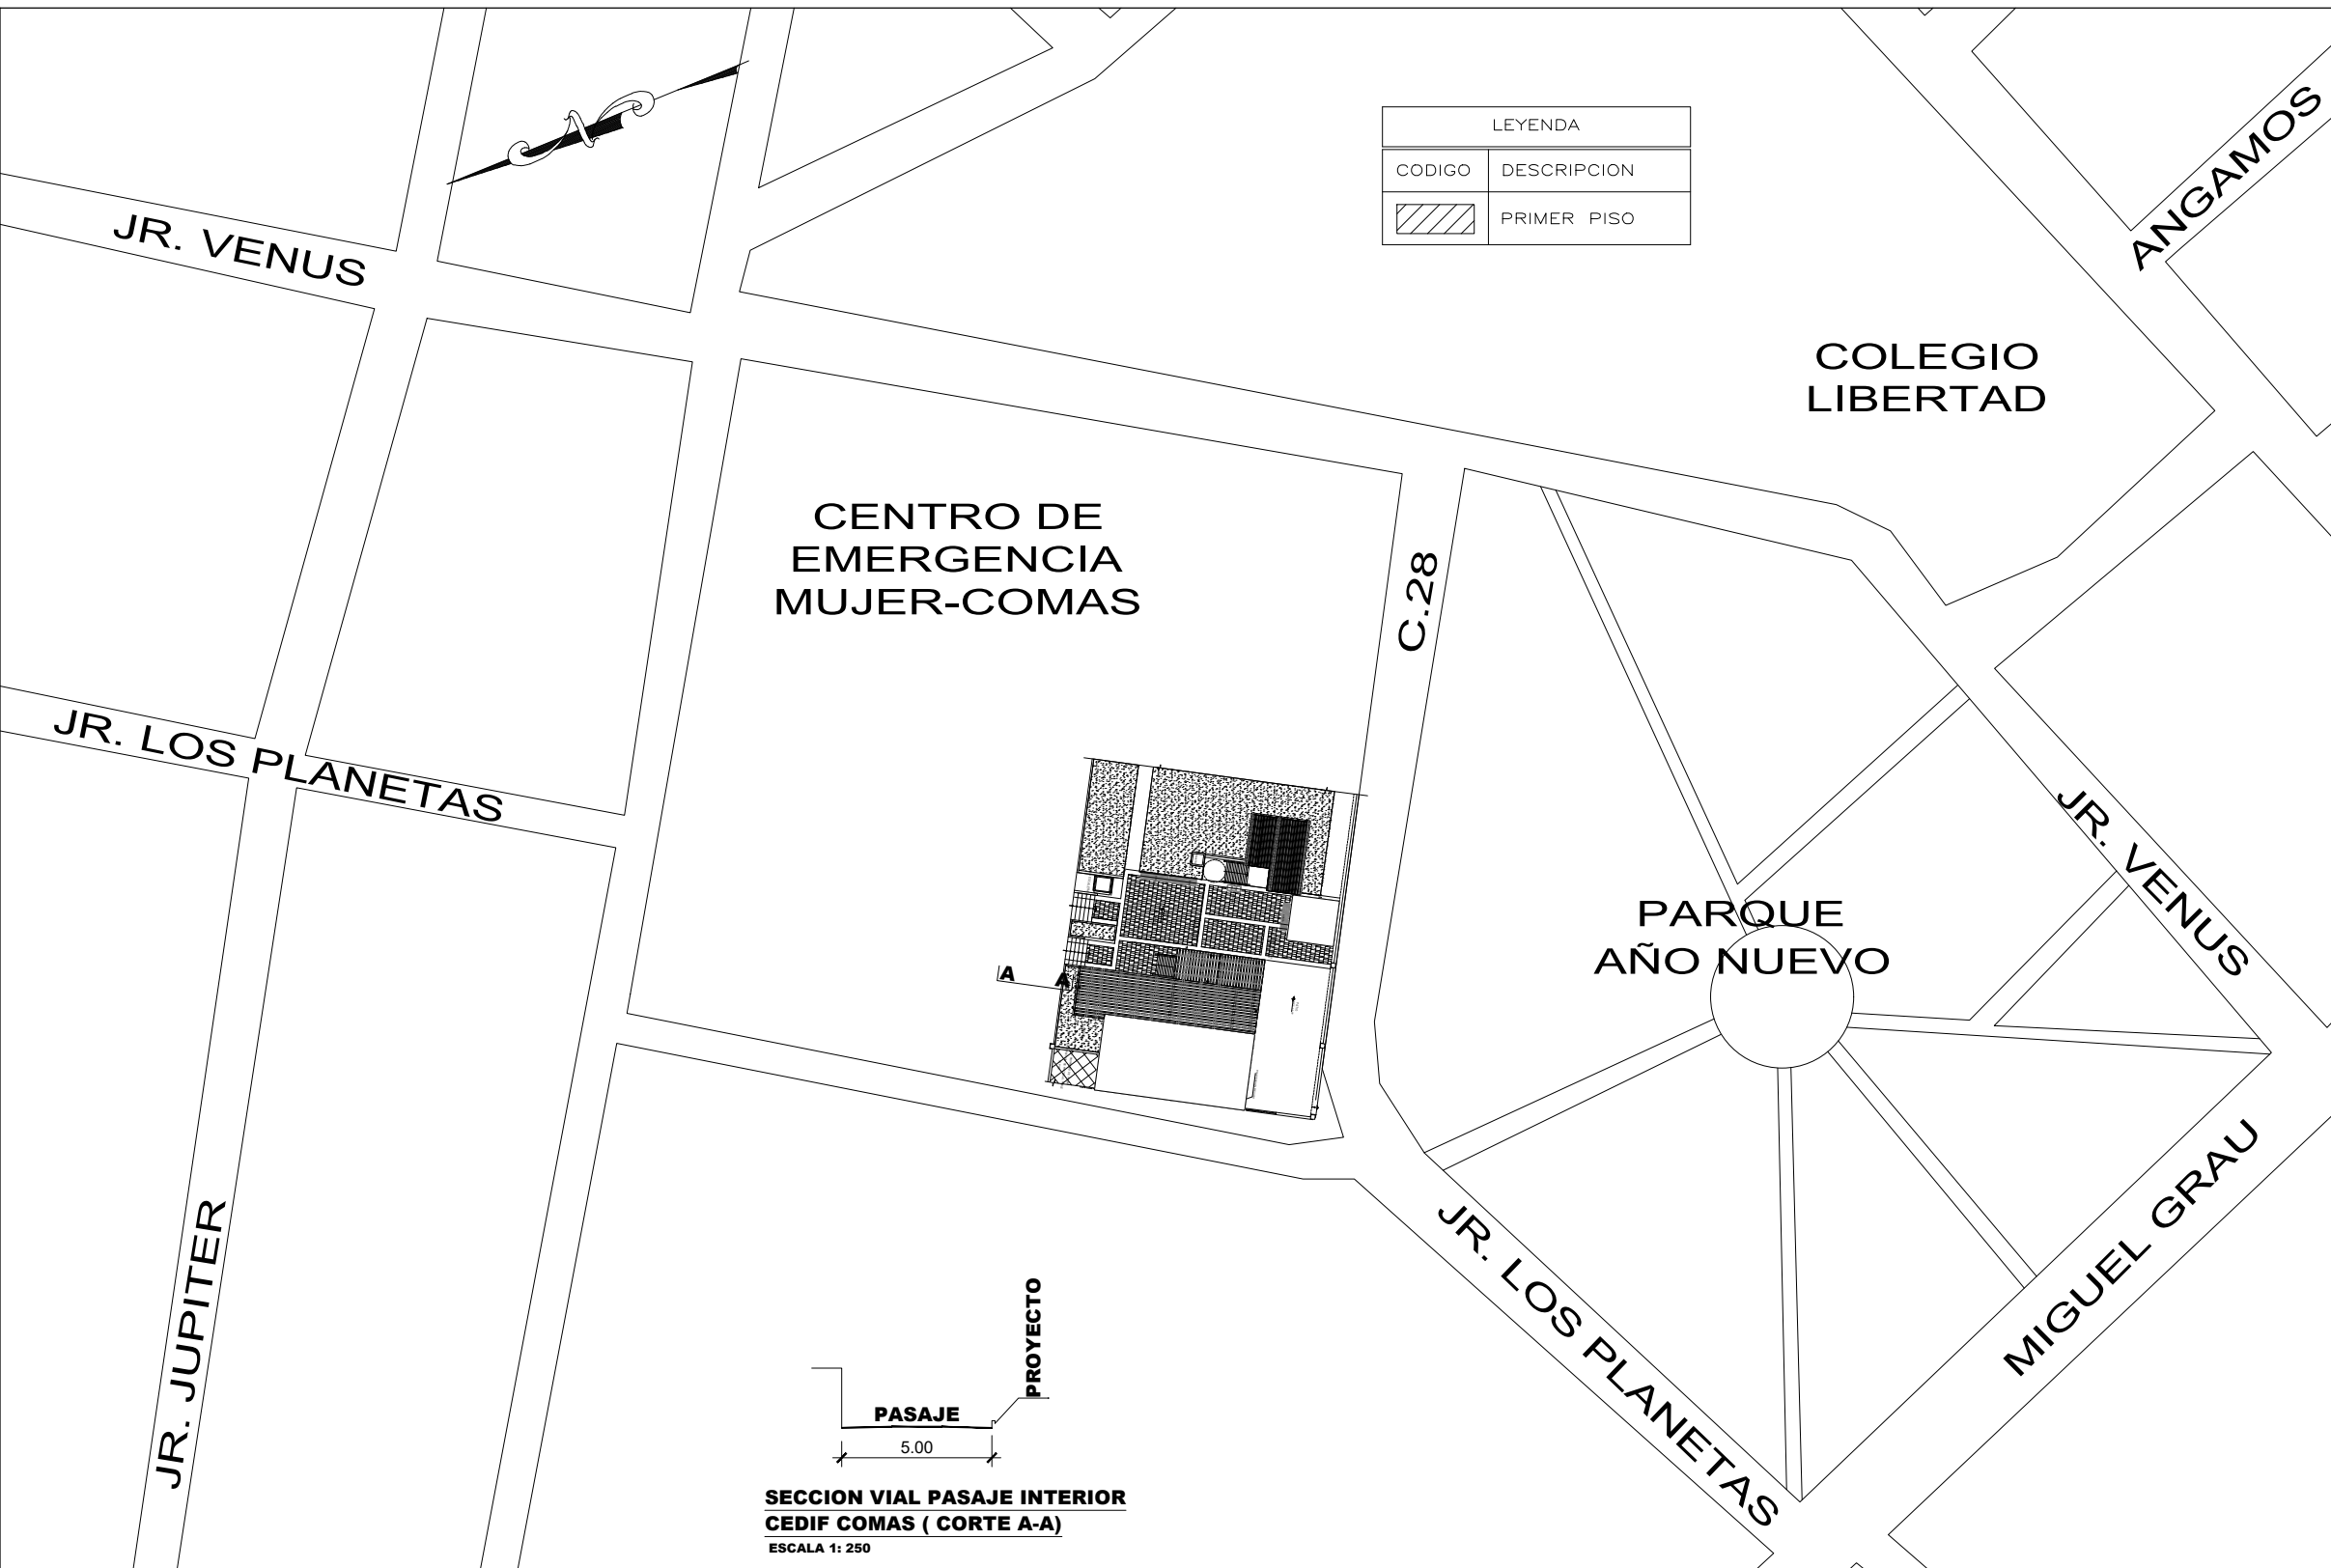 N
LEYENDA
CODIGO DESCRIPCION
PRIMER PISO
ANGAMOS
JR. VENUS
COLEGIO
LIBERTAD
CENTRO DE
EMERGENCIA
MUJER-COMAS
C.28
JR. LOS PLANETAS
JR. VENUS
PARQUE
AÑO NUEVO
A
A
MIGUEL GRAU
JR. JUPITER
JR. LOS PLANETAS
PROYECTO
PASAJE
5.00
SECCION VIAL PASAJE INTERIOR
CEDIF COMAS ( CORTE A-A)
ESCALA 1: 250